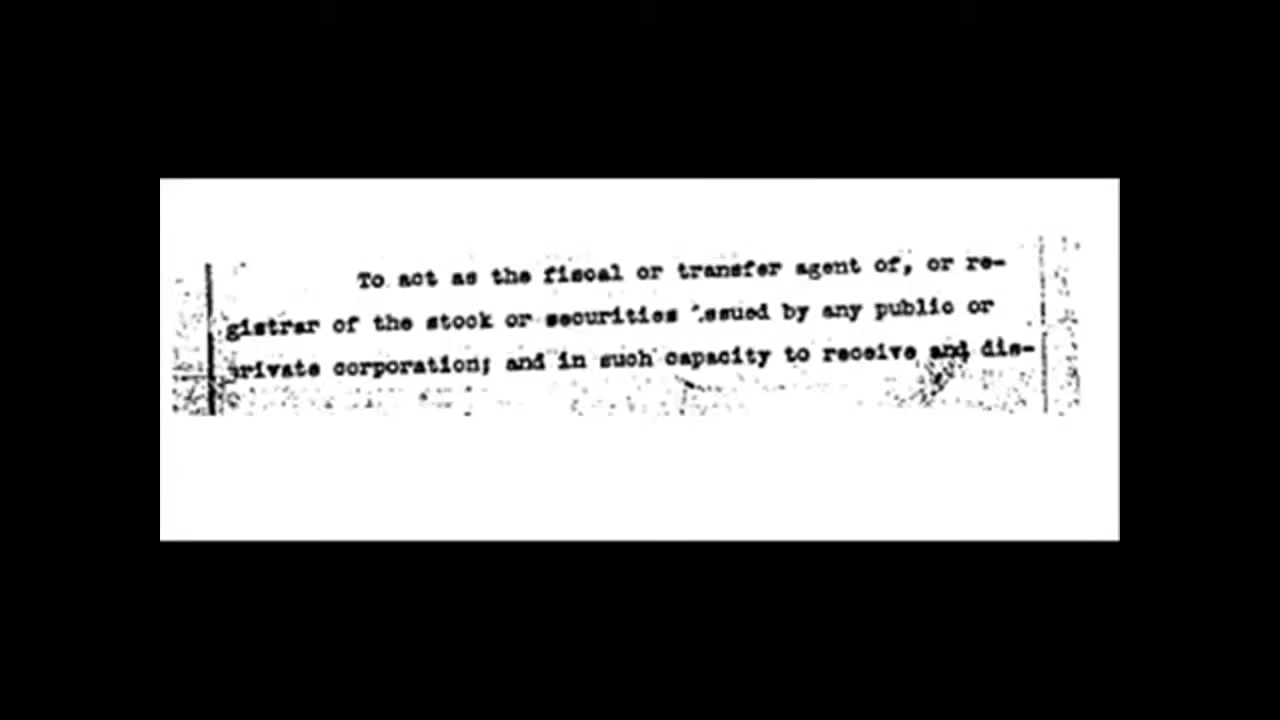 To act as the fiscal or transfer agent of, or re-
gistrar of the stock or securities issued by any public or
private corporation; and in such capacity to receive and dis-